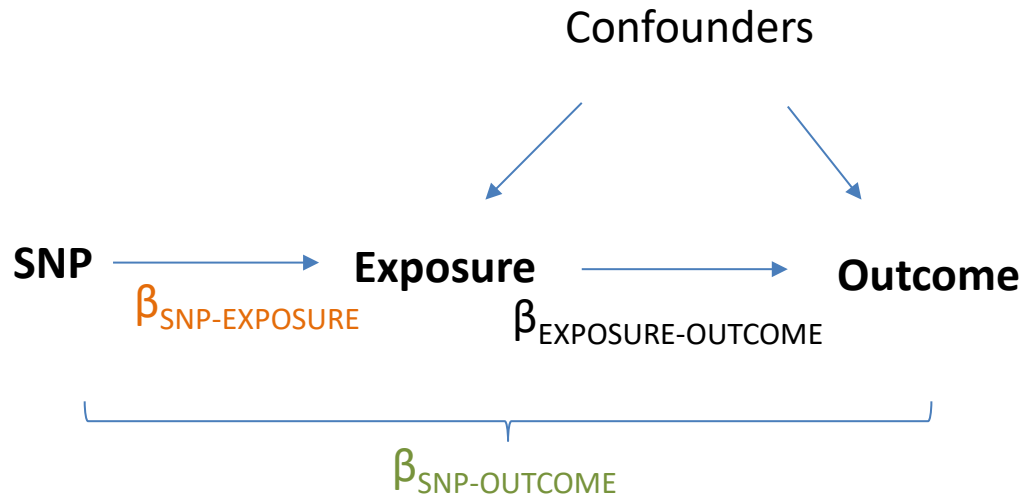 Confounders
SNP
Exposure
Outcome
βSNP-EXPOSURE
βEXPOSURE-OUTCOME
βSNP-OUTCOME